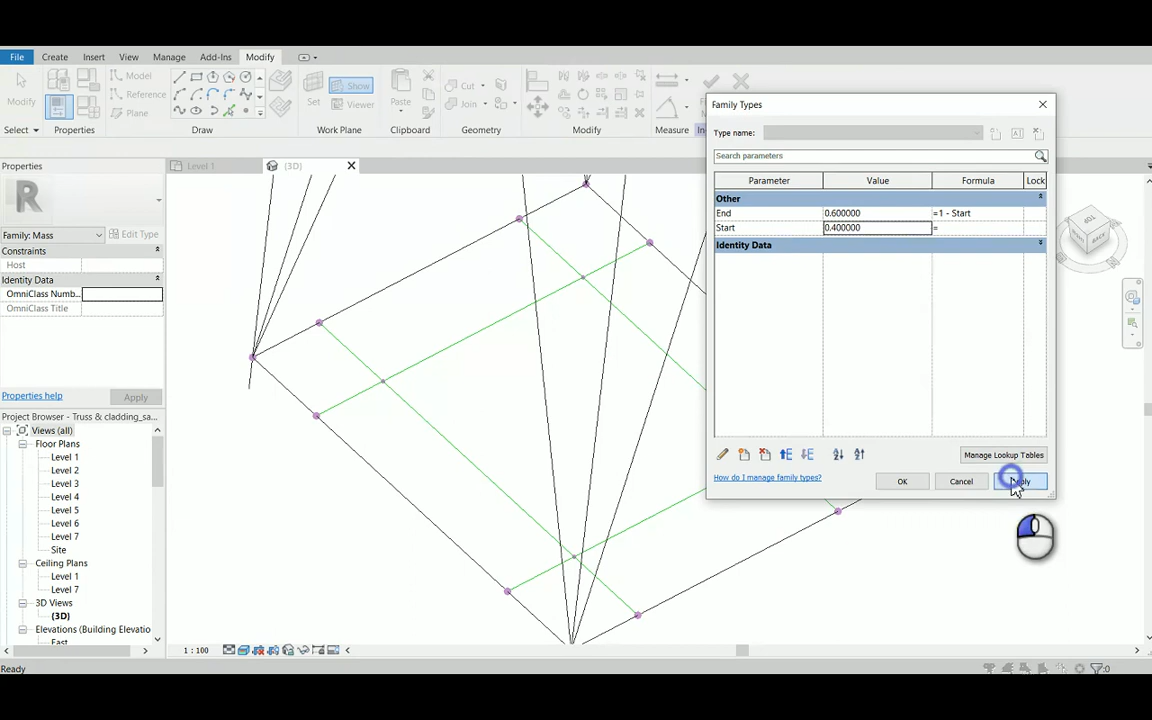 File Create Insert View Manage Add-Ins Modify
Modify
Model
Reference
Plane
Set
Show
Viewer
Paste
Cut
Join
Select Properties Draw Work Plane Clipboard Geometry Modify Measure
Properties
Level 1
(3D)
Family: Mass
Edit Type
Constraints
Host
Identity Data
OmniClass Numb...
OmniClass Title
Properties help
Apply
Project Browser - Truss & cladding_sa...
Views (all)
Floor Plans
Level 1
Level 2
Level 3
Level 4
Level 5
Level 6
Level 7
Site
Ceiling Plans
Level 1
Level 7
3D Views
(3D)
Elevations (Building Elevatio
East
Family Types
Type name:
Search parameters
Parameter Value Formula Lock
Other
End 0.600000 =1 - Start
Start 0.400000 =
Identity Data
Manage Lookup Tables
How do I manage family types?
OK Cancel
1 : 100
Ready
:0